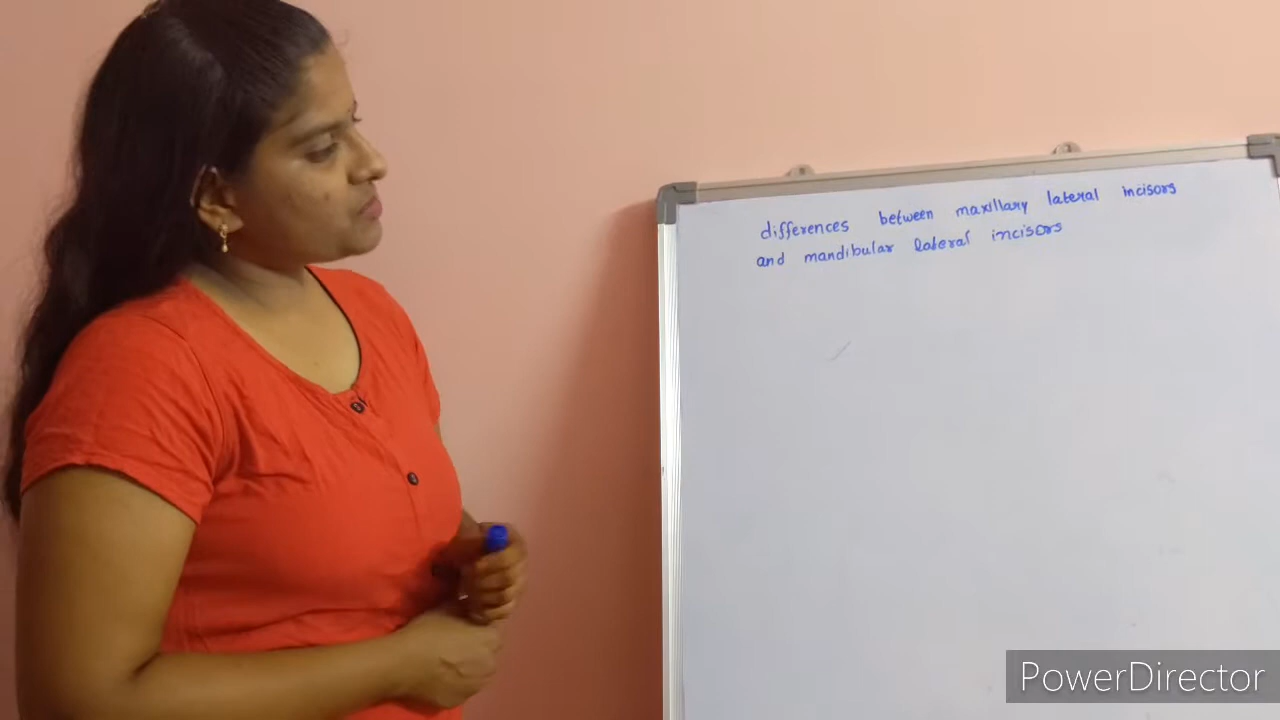 differences between maxillary lateral incisors
and mandibular lateral incisors
PowerDirector